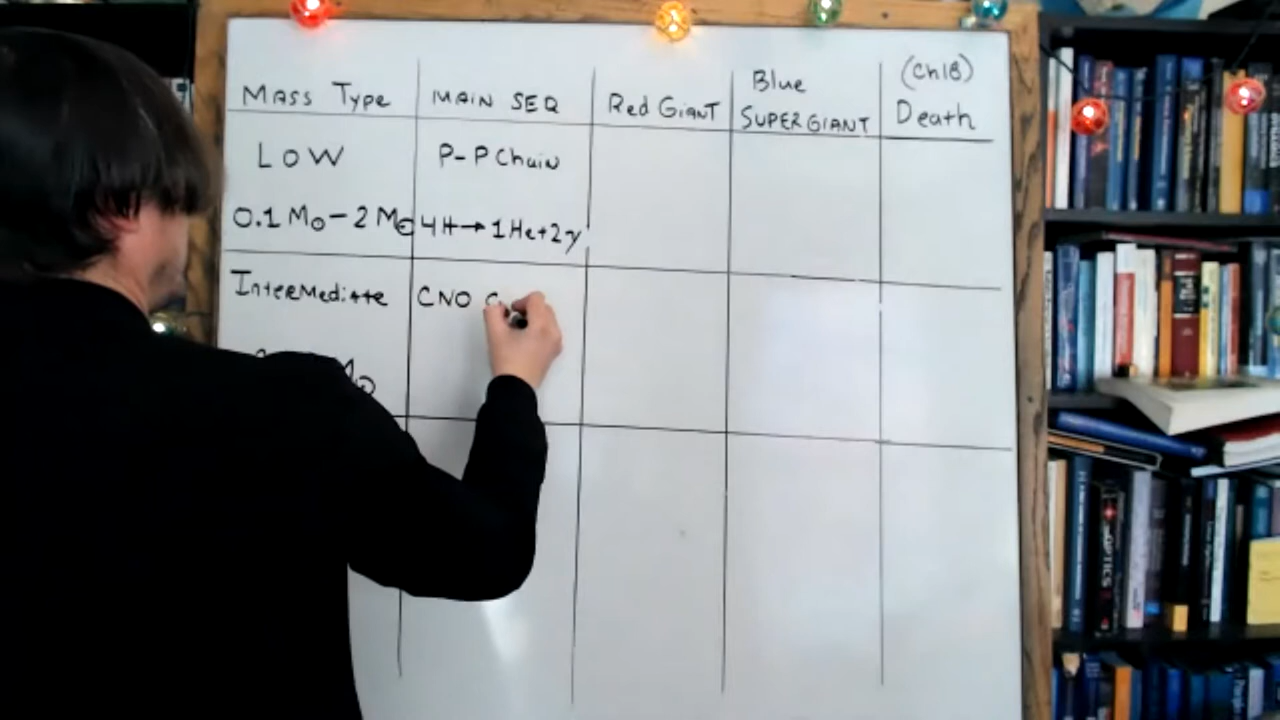 Mass Type
MAIN SEQ
Red GIANT
Blue
SUPERGIANT
(Ch18)
Death
LOW
P-P Chain
0.1 M⊙ - 2 M⊙
4H→1He+2γ
Intermediate
CNO
OPTICS